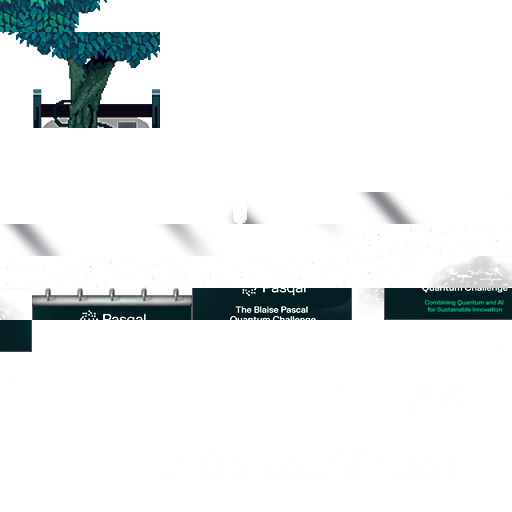 Pasqal
Pasqal
The Blaise Pascal
Quantum Challenge
Quantum Challenge
Combining Quantum and AI
for Sustainable Innovation